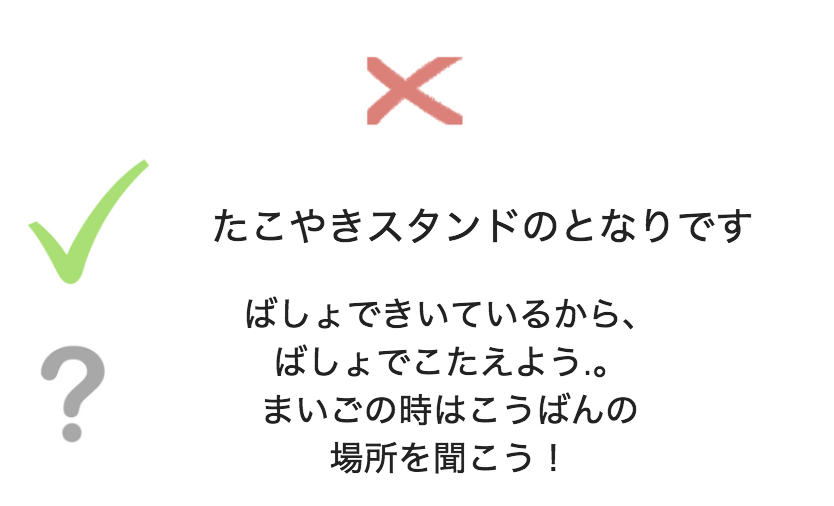 たこやきスタンドのとなりです
ばしょできいているから、
ばしょでこたえよう.。
まいごの時はこうばんの
場所を聞こう！